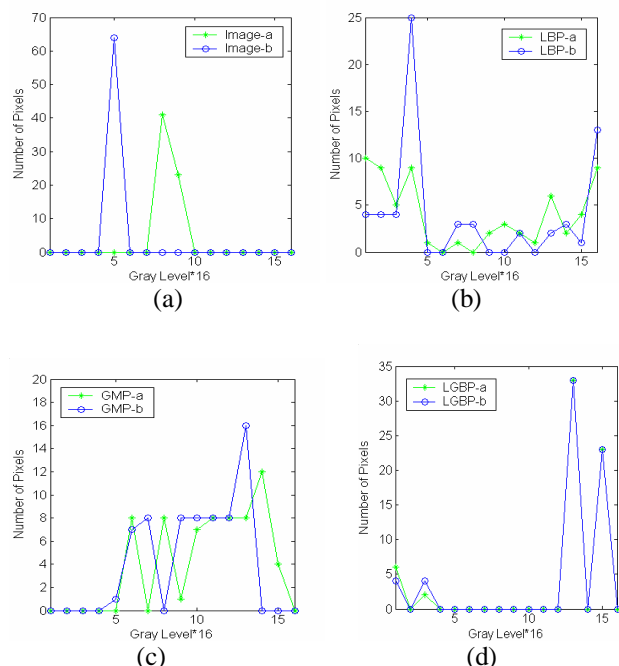 70
60
50
40
30
20
10
0
Number of Pixels
Image-a
Image-b
5
10
15
Gray Level*16
(a)
25
20
15
10
5
0
Number of Pixels
LBP-a
LBP-b
5
10
15
Gray Level*16
(b)
20
18
16
14
12
10
8
6
4
2
0
Number of Pixels
GMP-a
GMP-b
5
10
15
Gray Level*16
(c)
35
30
25
20
15
10
5
0
Number of Pixels
LGBP-a
LGBP-b
5
10
15
Gray Level*16
(d)